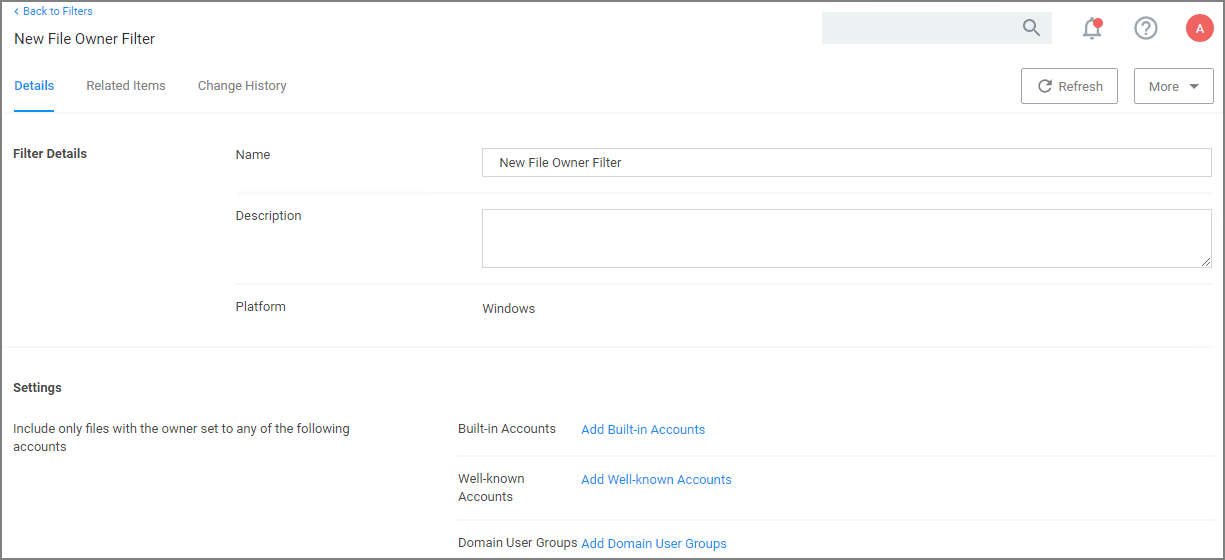 Back to Filters
New File Owner Filter
A
Details
Related Items
Change History
Refresh
More
Filter Details
Name
New File Owner Filter
Description
Platform
Windows
Settings
Include only files with the owner set to any of the following
accounts
Built-in Accounts
Add Built-in Accounts
Well-known
Accounts
Add Well-known Accounts
Domain User Groups
Add Domain User Groups